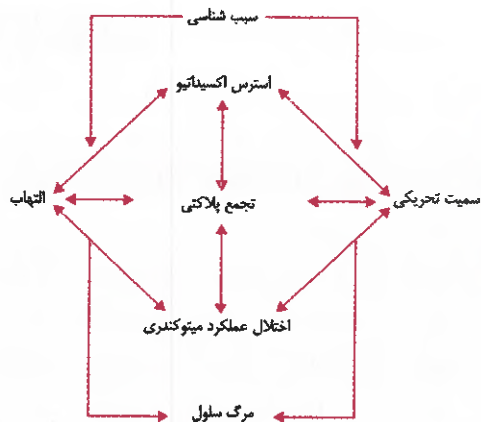 سبب شناسی
استرس اکسیداتیو
التهاب
تجمع پلاکتی
سمیت تحریکی
اختلال عملکرد میتوکندری
مرگ سلول